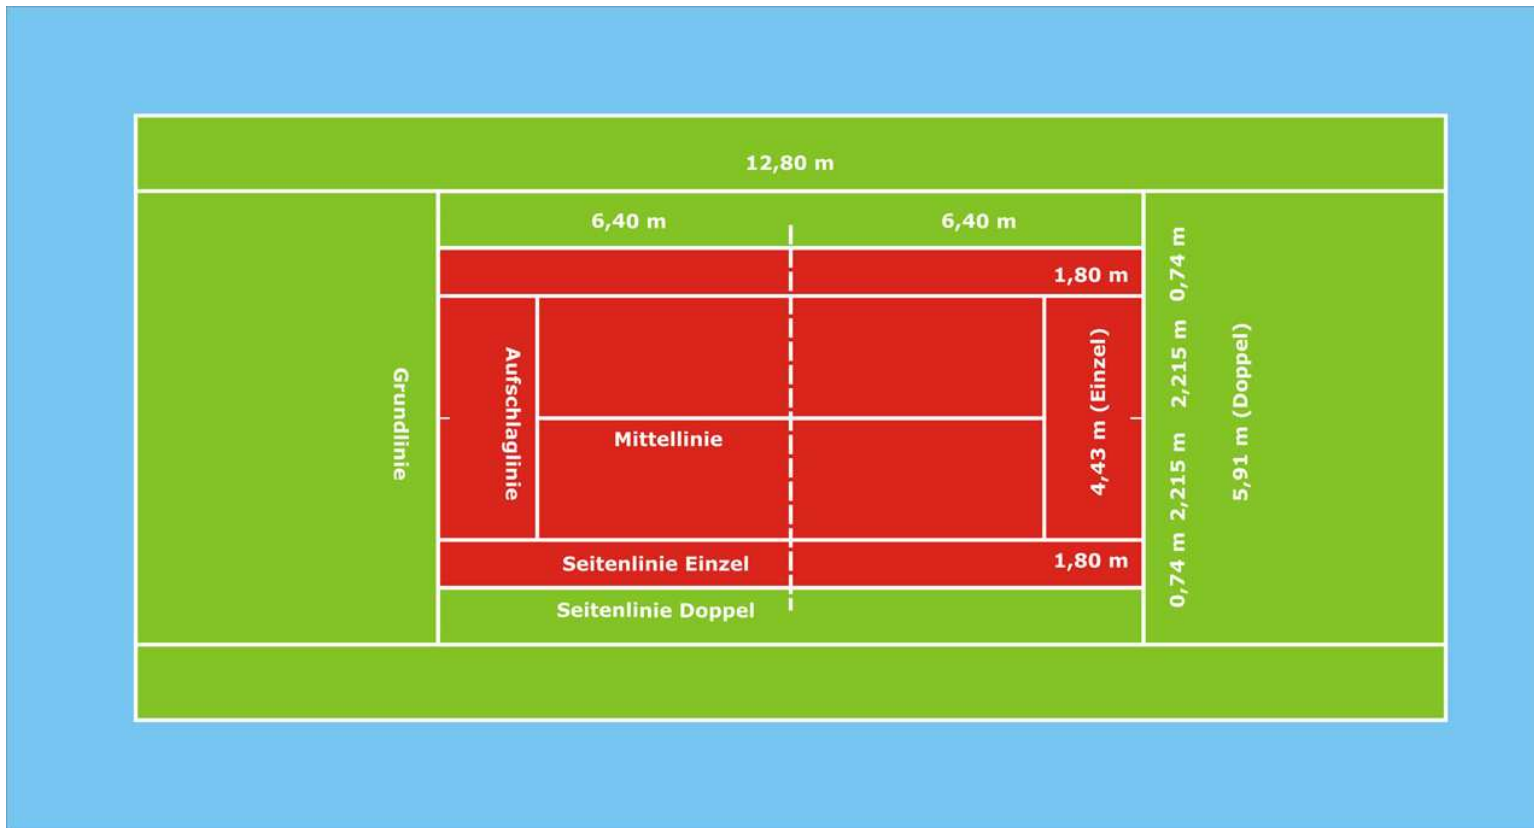 12,80 m
6,40 m
6,40 m
1,80 m
0,74 m
2,215 m
2,215 m
0,74 m
4,43 m (Einzel)
5,91 m (Doppel)
Grundlinie
Aufschlaglinie
Mittellinie
Seitenlinie Einzel
1,80 m
Seitenlinie Doppel